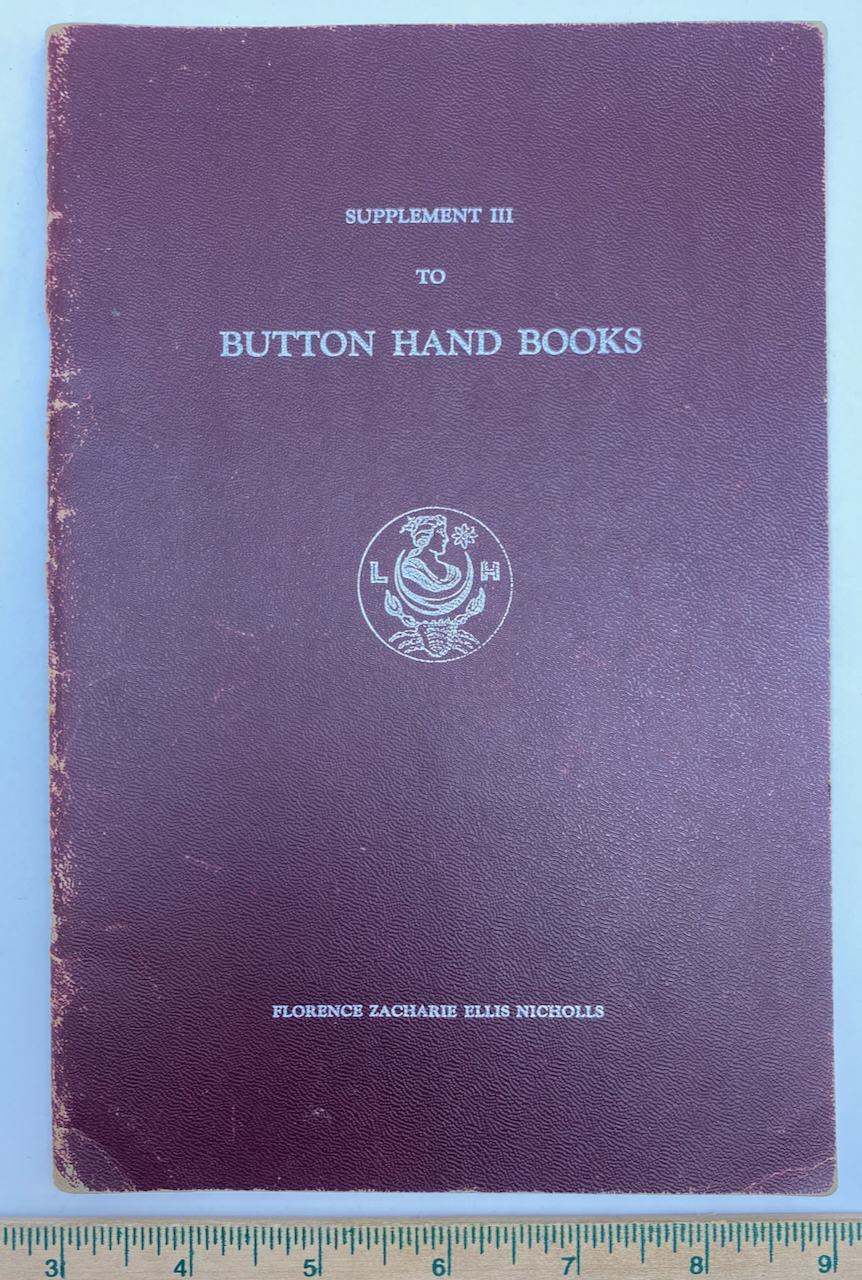 SUPPLEMENT III
TO
BUTTON HAND BOOKS
L H
FLORENCE ZACHARIE ELLIS NICHOLLS
3 4 5 6 7 8 9